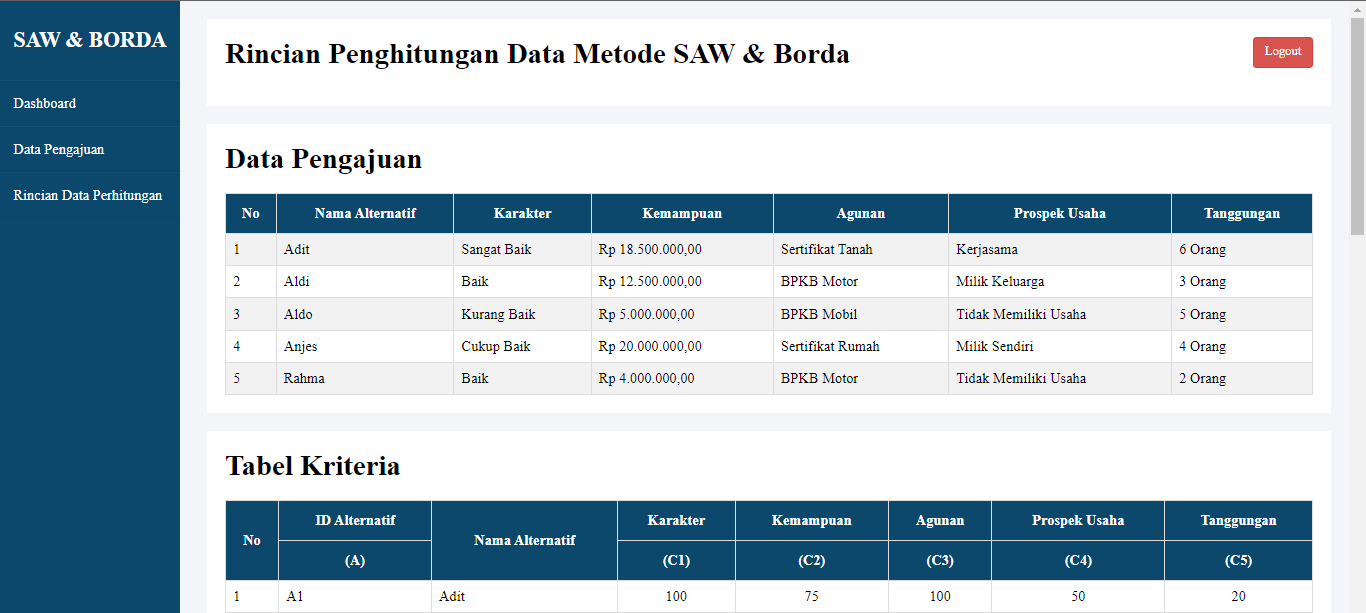 SAW & BORDA
Dashboard
Data Pengajuan
Rincian Data Perhitungan
Rincian Penghitungan Data Metode SAW & Borda
Logout
Data Pengajuan
No Nama Alternatif Karakter Kemampuan Agunan Prospek Usaha Tanggungan
1 Adit Sangat Baik Rp 18.500.000,00 Sertifikat Tanah Kerjasama 6 Orang
2 Aldi Baik Rp 12.500.000,00 BPKB Motor Milik Keluarga 3 Orang
3 Aldo Kurang Baik Rp 5.000.000,00 BPKB Mobil Tidak Memiliki Usaha 5 Orang
4 Anjes Cukup Baik Rp 20.000.000,00 Sertifikat Rumah Milik Sendiri 4 Orang
5 Rahma Baik Rp 4.000.000,00 BPKB Motor Tidak Memiliki Usaha 2 Orang
Tabel Kriteria
No ID Alternatif Nama Alternatif Karakter Kemampuan Agunan Prospek Usaha Tanggungan
(A) (C1) (C2) (C3) (C4) (C5)
1 A1 Adit 100 75 100 50 20